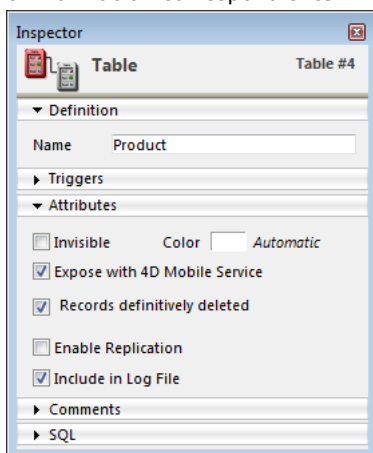 Inspector
Table Table #4
Definition
Name Product
Triggers
Attributes
Invisible Color Automatic
Expose with 4D Mobile Service
Records definitively deleted
Enable Replication
Include in Log File
Comments
SQL